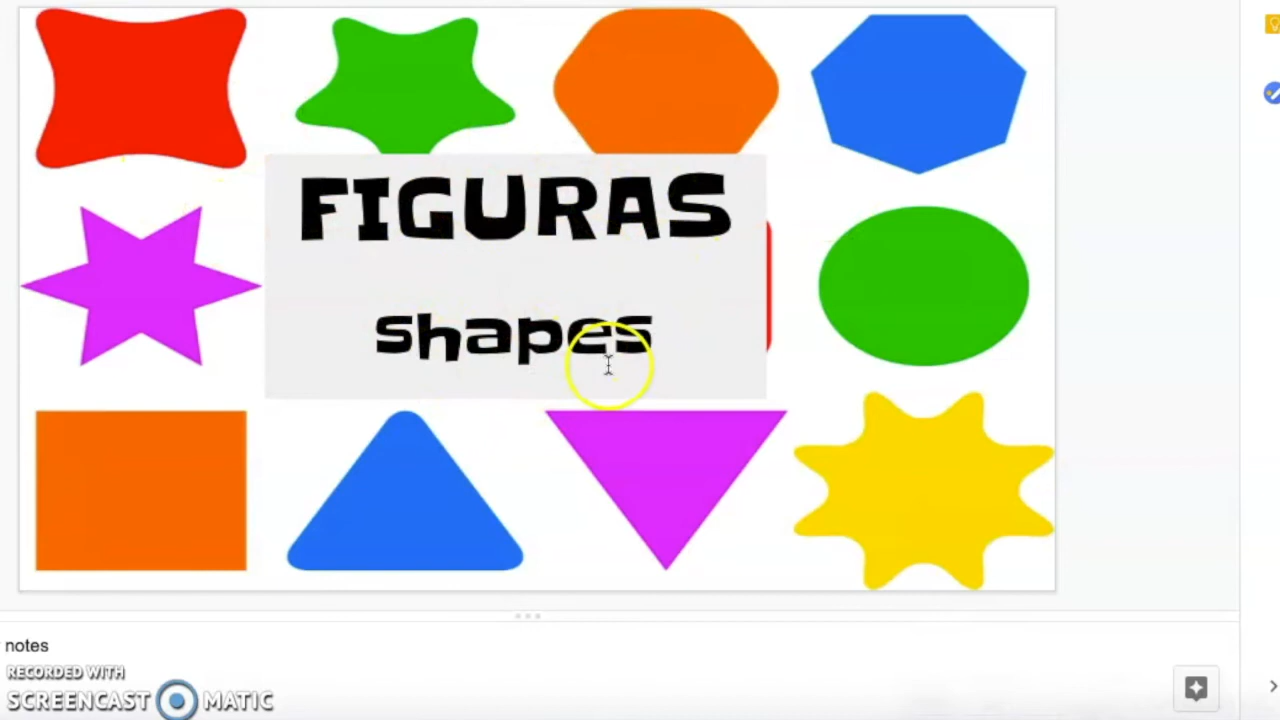 FIGURAS
shapes
notes
RECORDED WITH
SCREENCAST MATIC